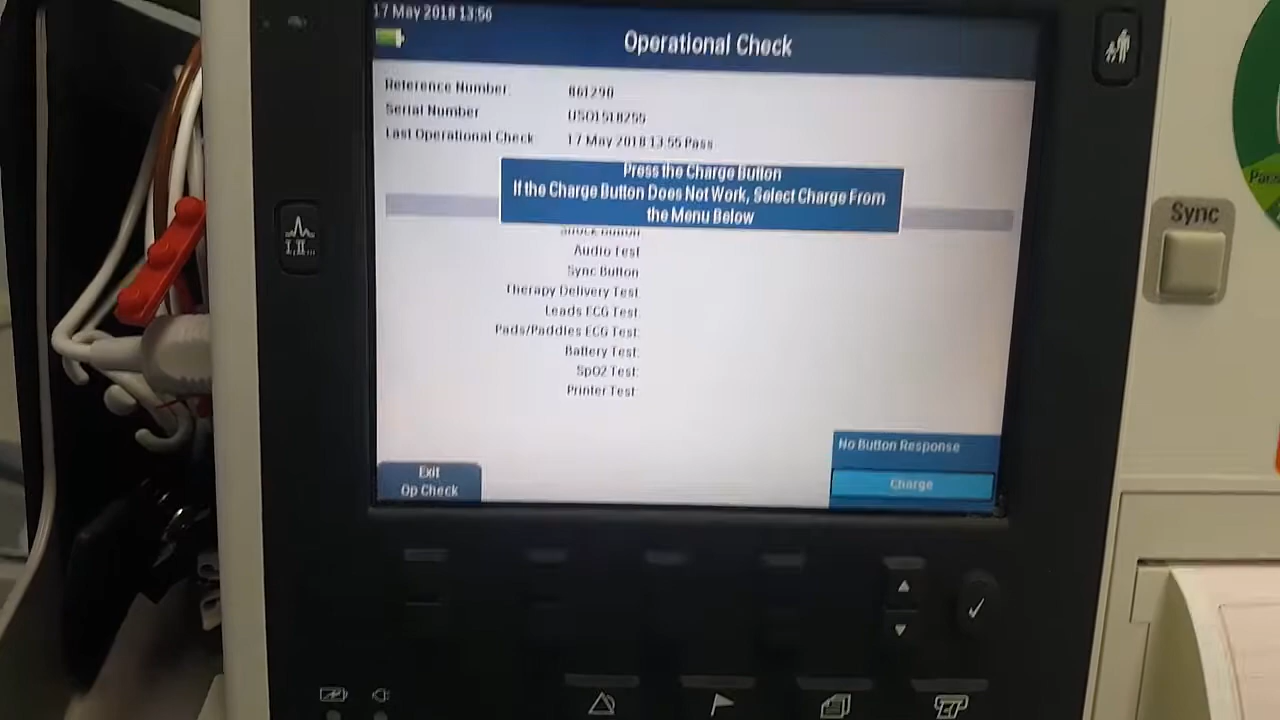 17 May 2018 13:56
Operational Check
Reference Number: 861290
Serial Number
Last Operational Check: 17 May 2018 13:55 Pass
Press the Charge Button
If the Charge Button Does Not Work, Select Charge From
the Menu Below
Shock Button
Audio Test
Sync Button
Therapy Delivery Test
Leads ECG Test:
Pads/Paddles ECG Test:
Battery Test:
SpO2 Test:
Printer Test
No Button Response
Charge
Exit
Op Check
Sync
I,II...